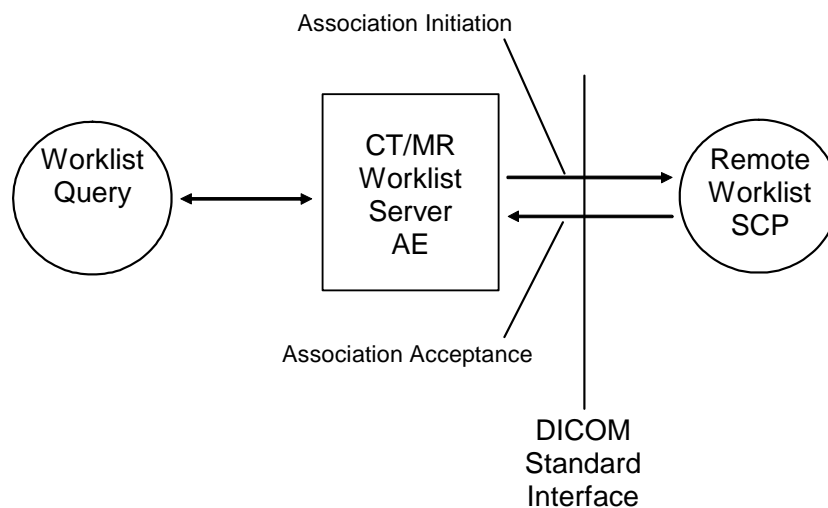 Association Initiation
Worklist
Query
CT/MR
Worklist
Server
AE
Remote
Worklist
SCP
Association Acceptance
DICOM
Standard
Interface